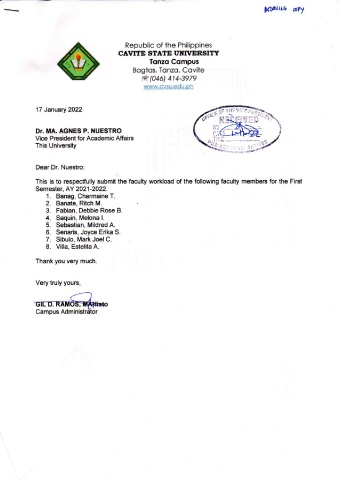 RECEIVING COPY
Republic of the Philippines
CAVITE STATE UNIVERSITY
Tanza Campus
Bagtas, Tanza, Cavite
☏(046) 414-3979
www.cvsu.edu.ph
17 January 2022
RECEIVED
Dr. MA. AGNES P. NUESTRO
Vice President for Academic Affairs
This University
Dear Dr. Nuestro:
This is to respectfully submit the faculty workload of the following faculty members for the First
Semester, AY 2021-2022.
1. Banag, Charmaine T.
2. Banate, Ritch M.
3. Fabian, Debbie Rose B.
4. Saquin, Melona I.
5. Sebastian, Mildred A.
6. Senaris, Joyce Erika S.
7. Sibulo, Mark Joel C.
8. Villa, Estelita A.
Thank you very much.
Very truly yours,
GIL D. RAMOS, MAmsto
Campus Administrator